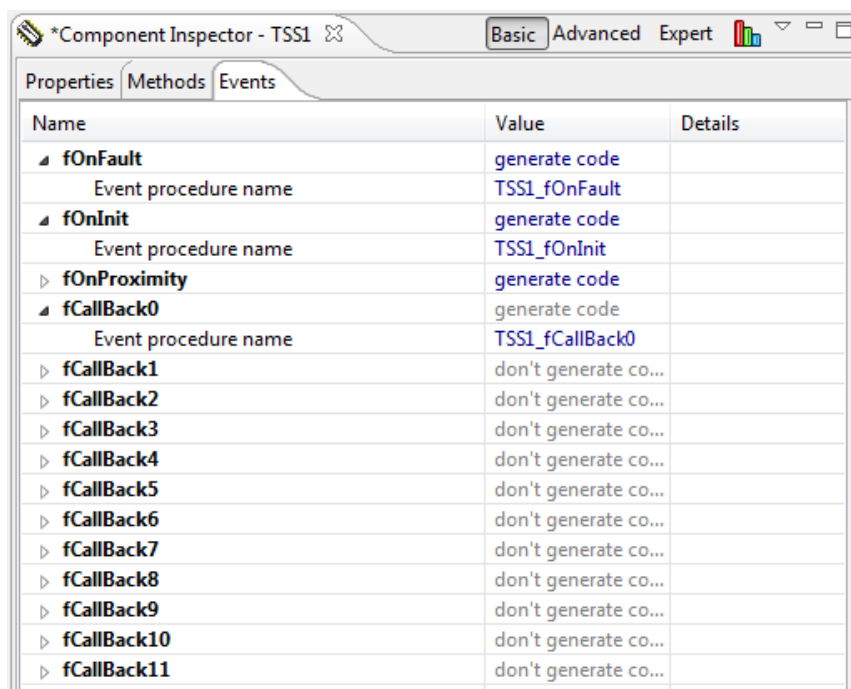 *Component Inspector - TSS1 Basic Advanced Expert
Properties Methods Events
Name Value Details
fOnFault generate code
Event procedure name TSS1_fOnFault
fOnInit generate code
Event procedure name TSS1_fOnInit
fOnProximity generate code
fCallBack0 generate code
Event procedure name TSS1_fCallBack0
fCallBack1 don't generate co...
fCallBack2 don't generate co...
fCallBack3 don't generate co...
fCallBack4 don't generate co...
fCallBack5 don't generate co...
fCallBack6 don't generate co...
fCallBack7 don't generate co...
fCallBack8 don't generate co...
fCallBack9 don't generate co...
fCallBack10 don't generate co...
fCallBack11 don't generate co...